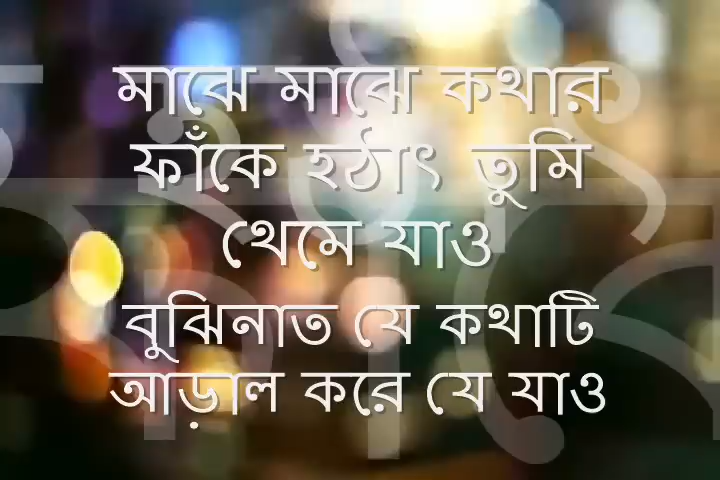 মাঝে মাঝে কথার
ফাঁকে হঠাৎ তুমি
থেমে যাও
বুঝিনাত যে কথাটি
আড়াল করে যে যাও